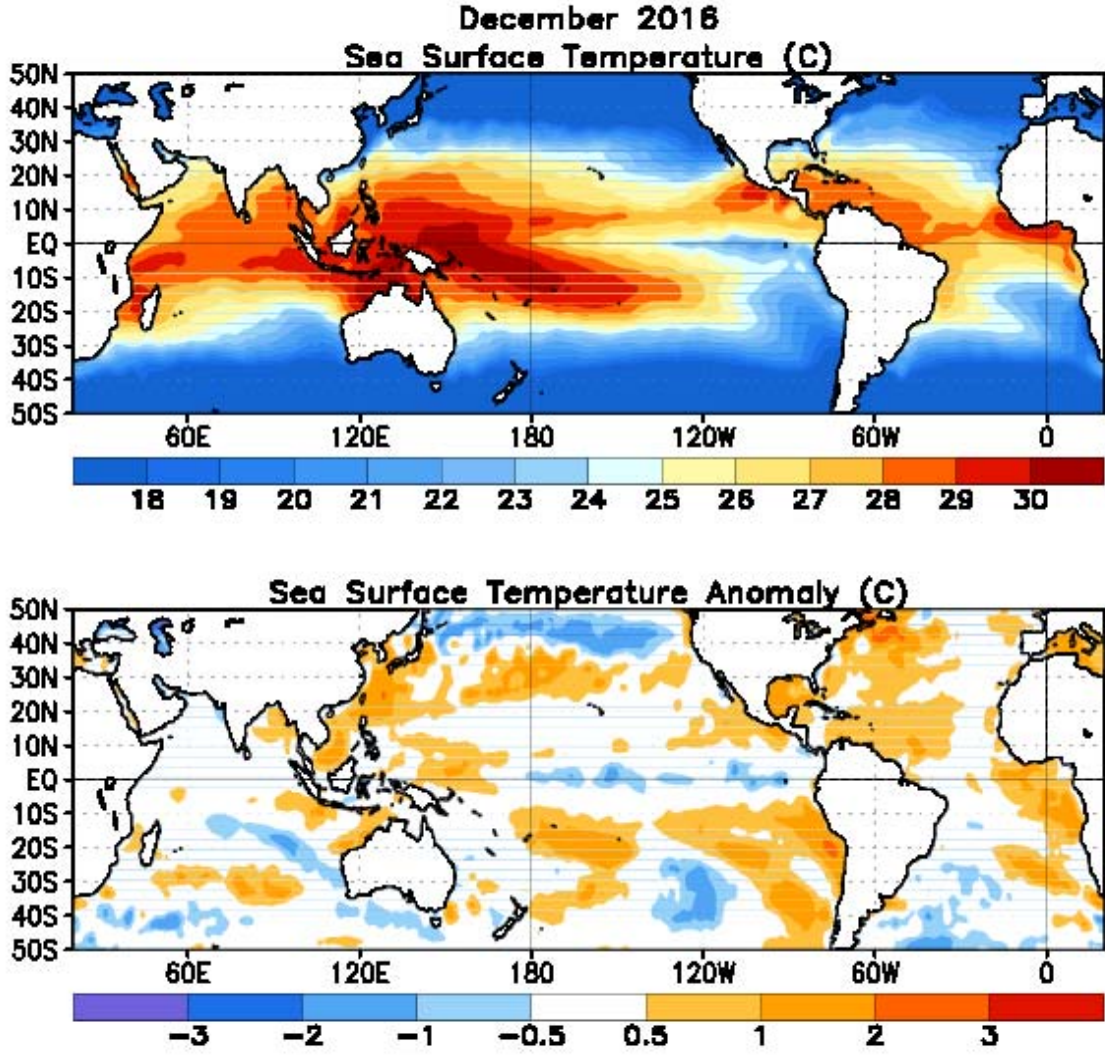 December 2016
Sea Surface Temperature (C)
50N
40N
30N
20N
10N
EQ
10S
20S
30S
40S
50S
60E 120E 180 120W 60W 0
18 19 20 21 22 23 24 25 26 27 28 29 30
Sea Surface Temperature Anomaly (C)
50N
40N
30N
20N
10N
EQ
10S
20S
30S
40S
50S
60E 120E 180 120W 60W 0
-3 -2 -1 -0.5 0.5 1 2 3